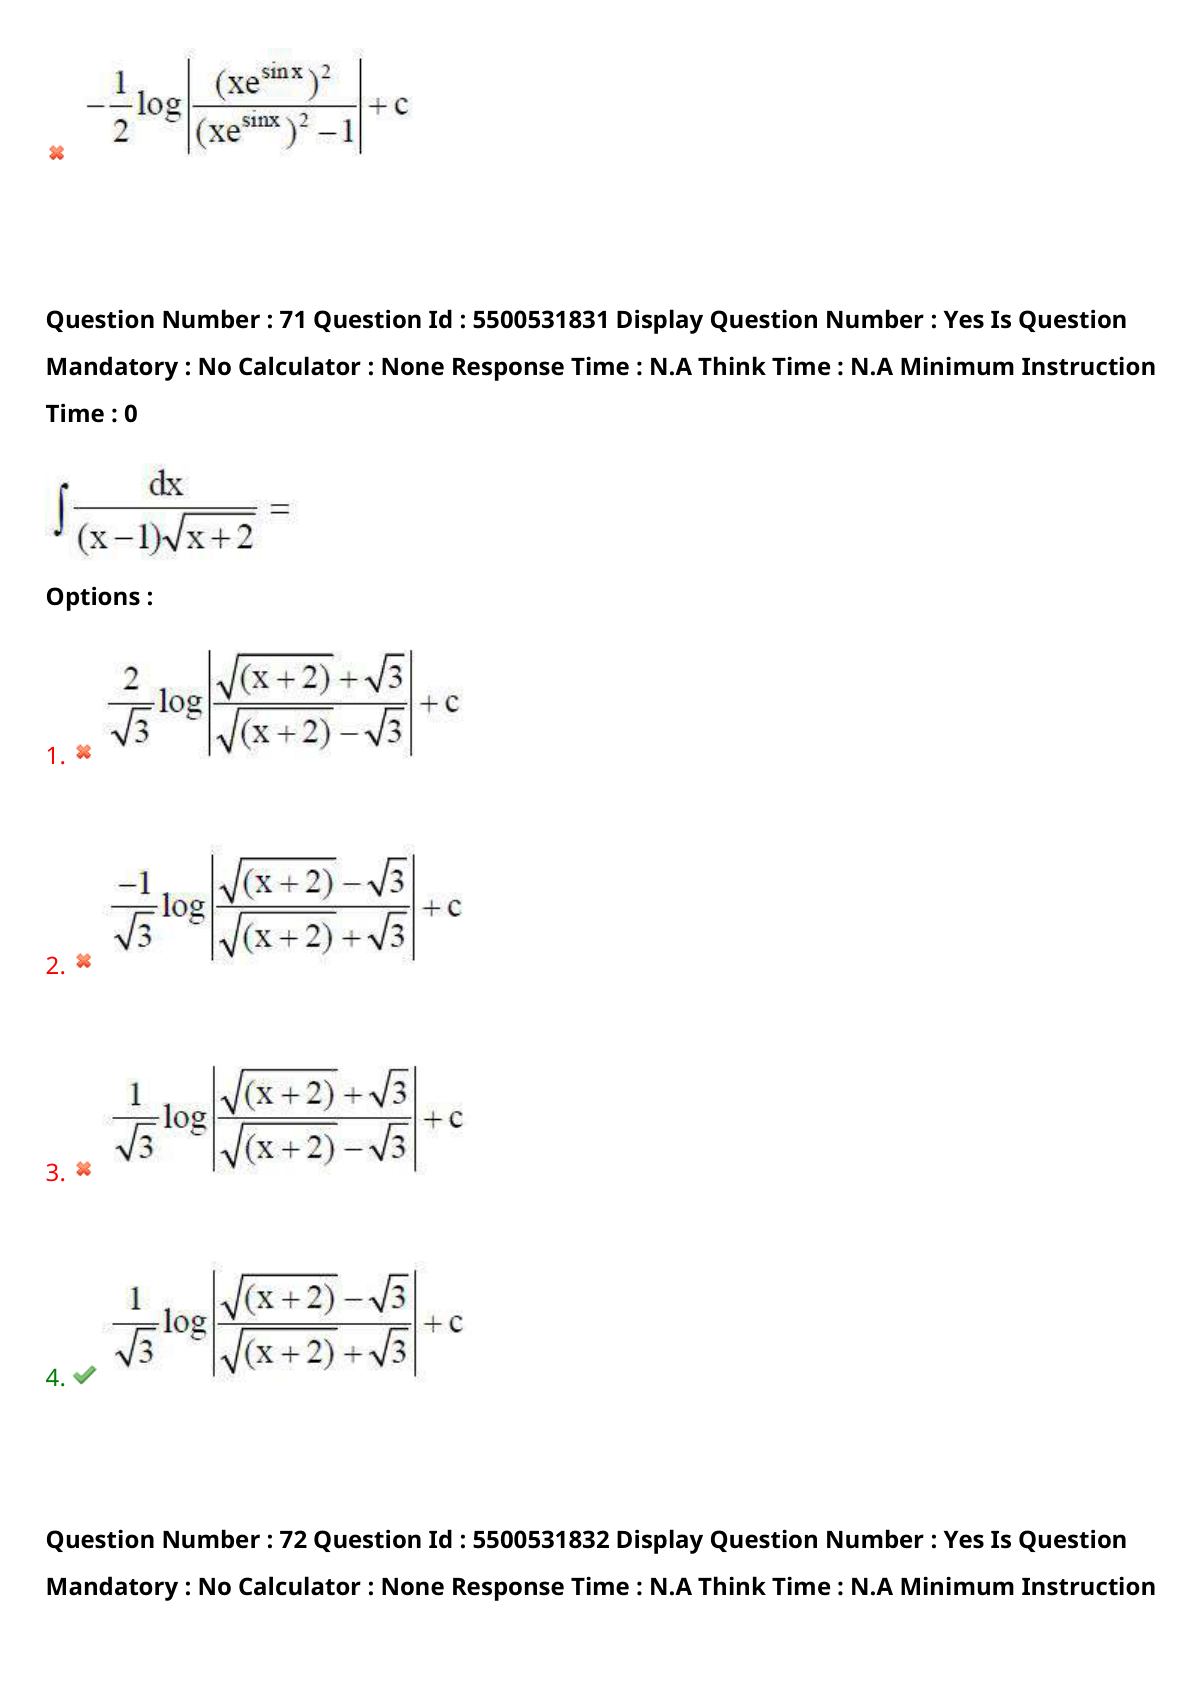 -\frac{1}{2}\log\left|\frac{(xe^{\sin x})^2}{(xe^{\sin x})^2-1}\right|+c
Question Number : 71 Question Id : 5500531831 Display Question Number : Yes Is Question
Mandatory : No Calculator : None Response Time : N.A Think Time : N.A Minimum Instruction
Time : 0
\int\frac{dx}{(x-1)\sqrt{x+2}} =
Options :
1. \frac{2}{\sqrt{3}}\log\left|\frac{\sqrt{(x+2)}+\sqrt{3}}{\sqrt{(x+2)}-\sqrt{3}}\right|+c
2. \frac{-1}{\sqrt{3}}\log\left|\frac{\sqrt{(x+2)}-\sqrt{3}}{\sqrt{(x+2)}+\sqrt{3}}\right|+c
3. \frac{1}{\sqrt{3}}\log\left|\frac{\sqrt{(x+2)}+\sqrt{3}}{\sqrt{(x+2)}-\sqrt{3}}\right|+c
4. \frac{1}{\sqrt{3}}\log\left|\frac{\sqrt{(x+2)}-\sqrt{3}}{\sqrt{(x+2)}+\sqrt{3}}\right|+c
Question Number : 72 Question Id : 5500531832 Display Question Number : Yes Is Question
Mandatory : No Calculator : None Response Time : N.A Think Time : N.A Minimum Instruction